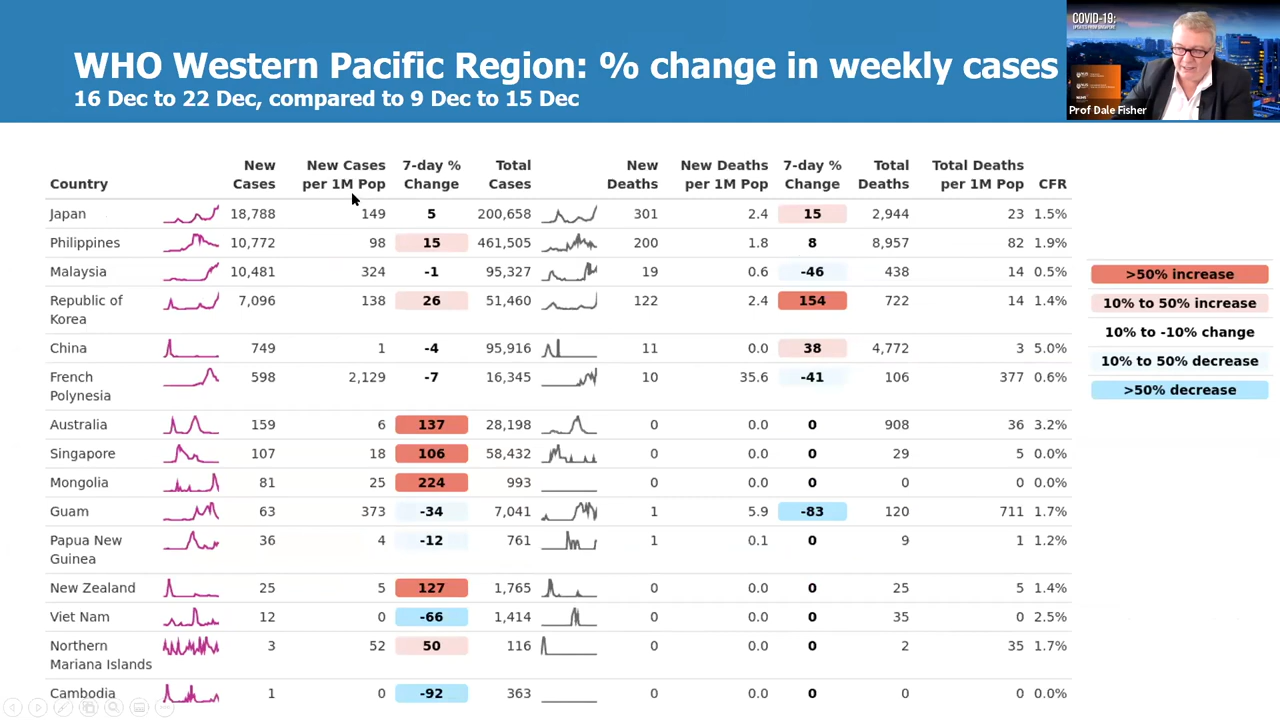 WHO Western Pacific Region: % change in weekly cases
16 Dec to 22 Dec, compared to 9 Dec to 15 Dec
COVID-19:
Prof Dale Fisher
Country New Cases New Cases per 1M Pop 7-day % Change Total Cases New Deaths New Deaths per 1M Pop 7-day % Change Total Deaths Total Deaths per 1M Pop CFR
Japan 18,788 149 5 200,658 301 2.4 15 2,944 23 1.5%
Philippines 10,772 98 15 461,505 200 1.8 8 8,957 82 1.9%
Malaysia 10,481 324 -1 95,327 19 0.6 -46 438 14 0.5%
Republic of Korea 7,096 138 26 51,460 122 2.4 154 722 14 1.4%
China 749 1 -4 95,916 11 0.0 38 4,772 3 5.0%
French Polynesia 598 2,129 -7 16,345 10 35.6 -41 106 377 0.6%
Australia 159 6 137 28,198 0 0.0 0 908 36 3.2%
Singapore 107 18 106 58,432 0 0.0 0 29 5 0.0%
Mongolia 81 25 224 993 0 0.0 0 0 0 0.0%
Guam 63 373 -34 7,041 1 5.9 -83 120 711 1.7%
Papua New Guinea 36 4 -12 761 1 0.1 0 9 1 1.2%
New Zealand 25 5 127 1,765 0 0.0 0 25 5 1.4%
Viet Nam 12 0 -66 1,414 0 0.0 0 35 0 2.5%
Northern Mariana Islands 3 52 50 116 0 0.0 0 2 35 1.7%
Cambodia 1 0 -92 363 0 0.0 0 0 0 0.0%
>50% increase
10% to 50% increase
10% to -10% change
10% to 50% decrease
>50% decrease